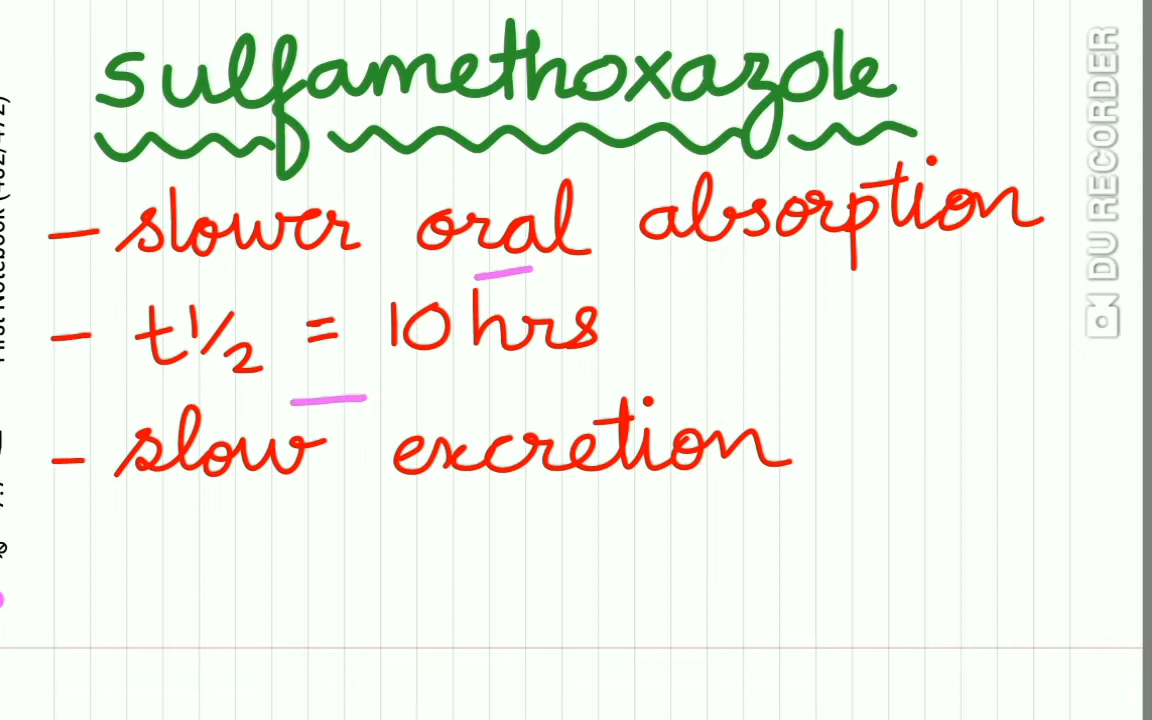 sulfamethoxazole
- slower oral absorption
- t1/2 = 10 hrs
- slow excretion
DU RECORDER